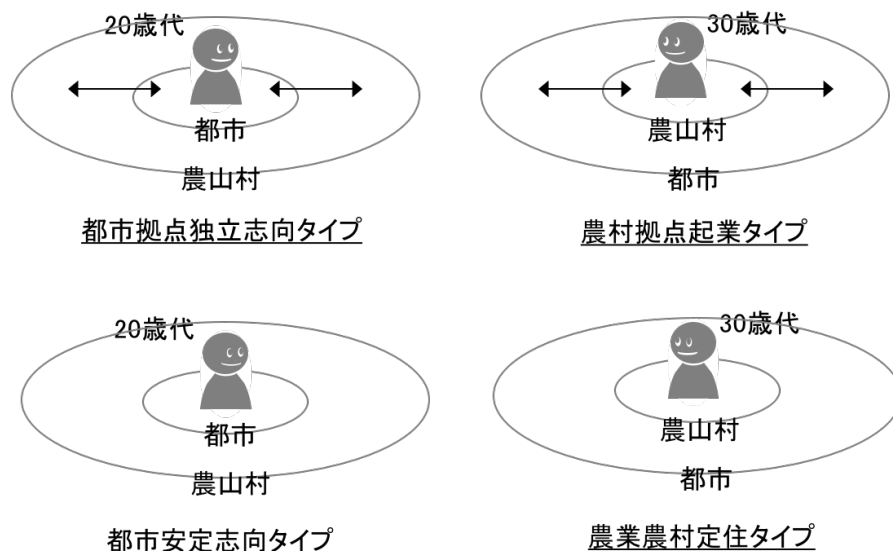 20歳代
都市
農山村
都市拠点独立志向タイプ
30歳代
農山村
都市
農村拠点起業タイプ
20歳代
都市
農山村
都市安定志向タイプ
30歳代
農山村
都市
農業農村定住タイプ